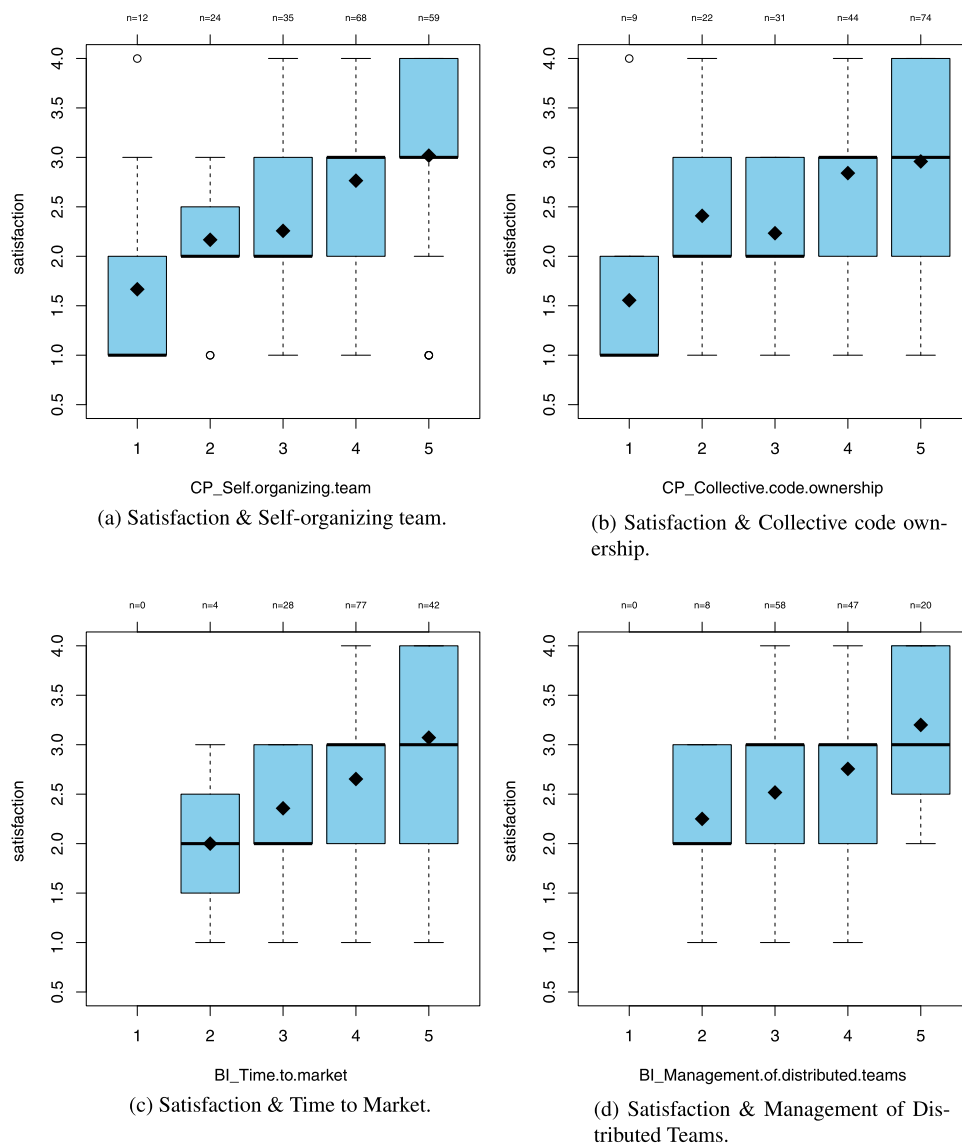 n=12 n=24 n=35 n=68 n=59
4.0
3.5
3.0
2.5
2.0
1.5
1.0
0.5
satisfaction
1 2 3 4 5
CP_Self.organizing.team
(a) Satisfaction & Self-organizing team.
n=9 n=22 n=31 n=44 n=74
4.0
3.5
3.0
2.5
2.0
1.5
1.0
0.5
satisfaction
1 2 3 4 5
CP_Collective.code.ownership
(b) Satisfaction & Collective code own-
ership.
n=0 n=4 n=28 n=77 n=42
4.0
3.5
3.0
2.5
2.0
1.5
1.0
0.5
satisfaction
1 2 3 4 5
BI_Time.to.market
(c) Satisfaction & Time to Market.
n=0 n=8 n=58 n=47 n=20
4.0
3.5
3.0
2.5
2.0
1.5
1.0
0.5
satisfaction
1 2 3 4 5
BI_Management.of.distributed.teams
(d) Satisfaction & Management of Dis-
tributed Teams.